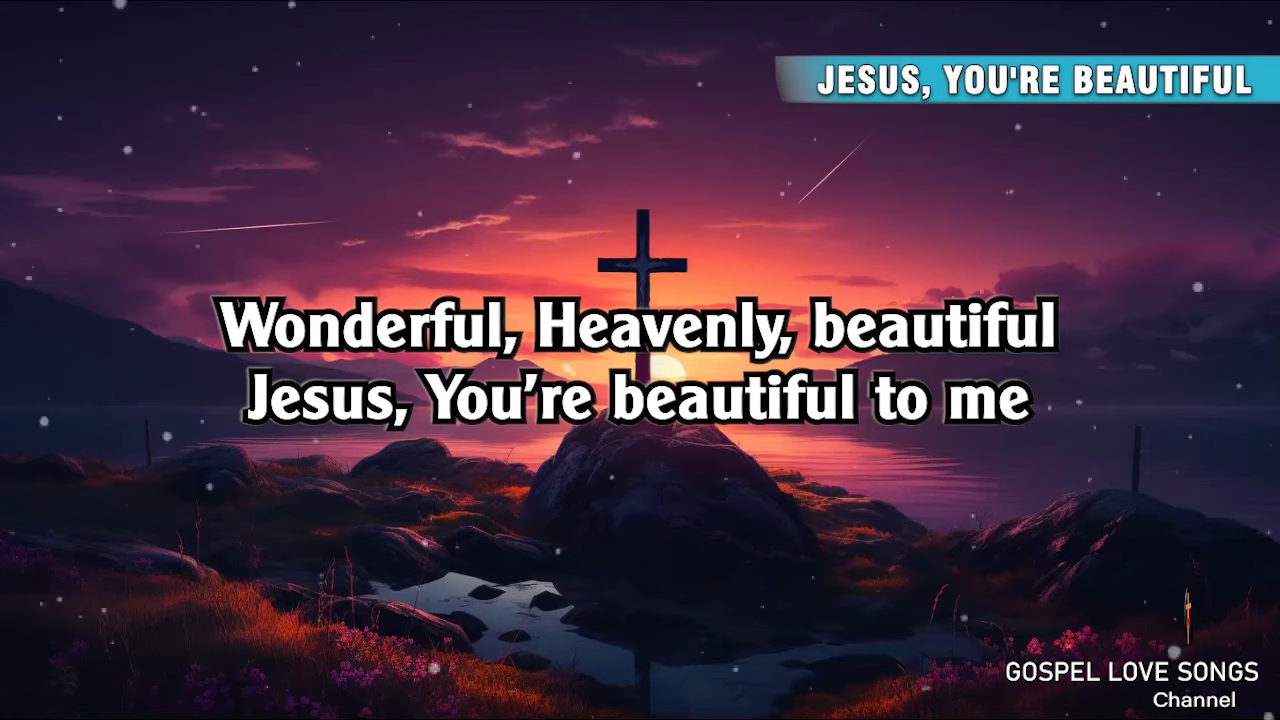 JESUS, YOU'RE BEAUTIFUL
Wonderful, Heavenly, beautiful
Jesus, You’re beautiful to me
GOSPEL LOVE SONGS
Channel